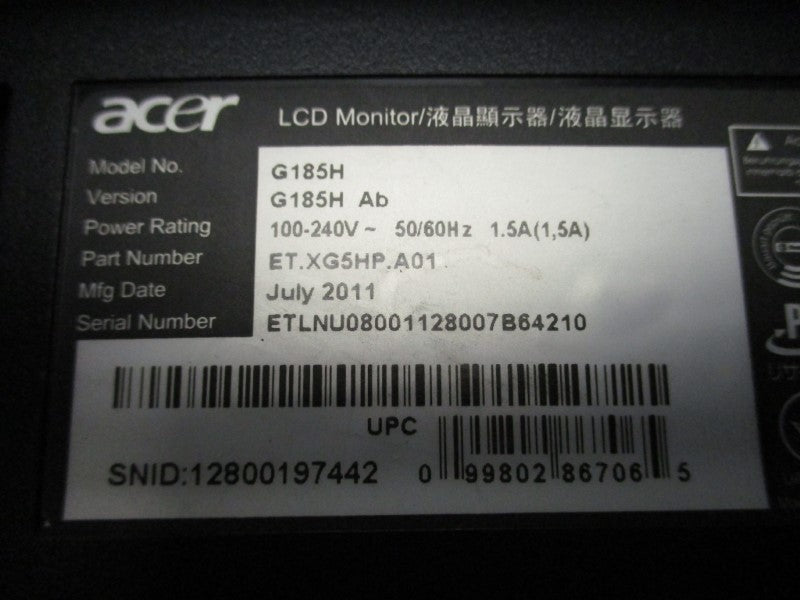 acer LCD Monitor/液晶顯示器/液晶显示器
Model No. G185H
Version G185H Ab
Power Rating 100-240V ~ 50/60Hz 1.5A(1,5A)
Part Number ET.XG5HP.A01
Mfg Date July 2011
Serial Number ETLNU08001128007B64210
UPC
SNID:12800197442 0 99802 86706 5